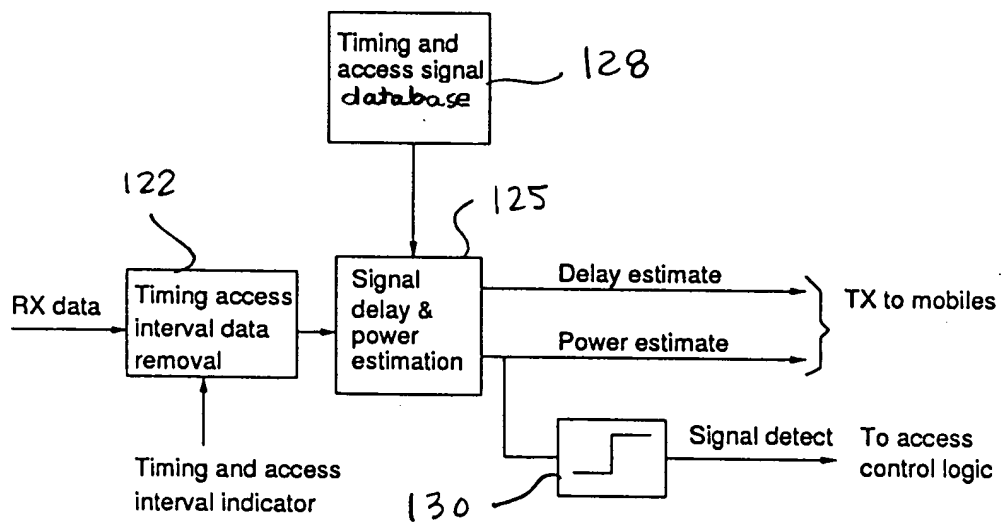 Timing and
access signal
database
128
122
125
RX data
Timing access
interval data
removal
Signal
delay &
power
estimation
Delay estimate
Power estimate
TX to mobiles
Signal detect
To access
control logic
Timing and access
interval indicator
130